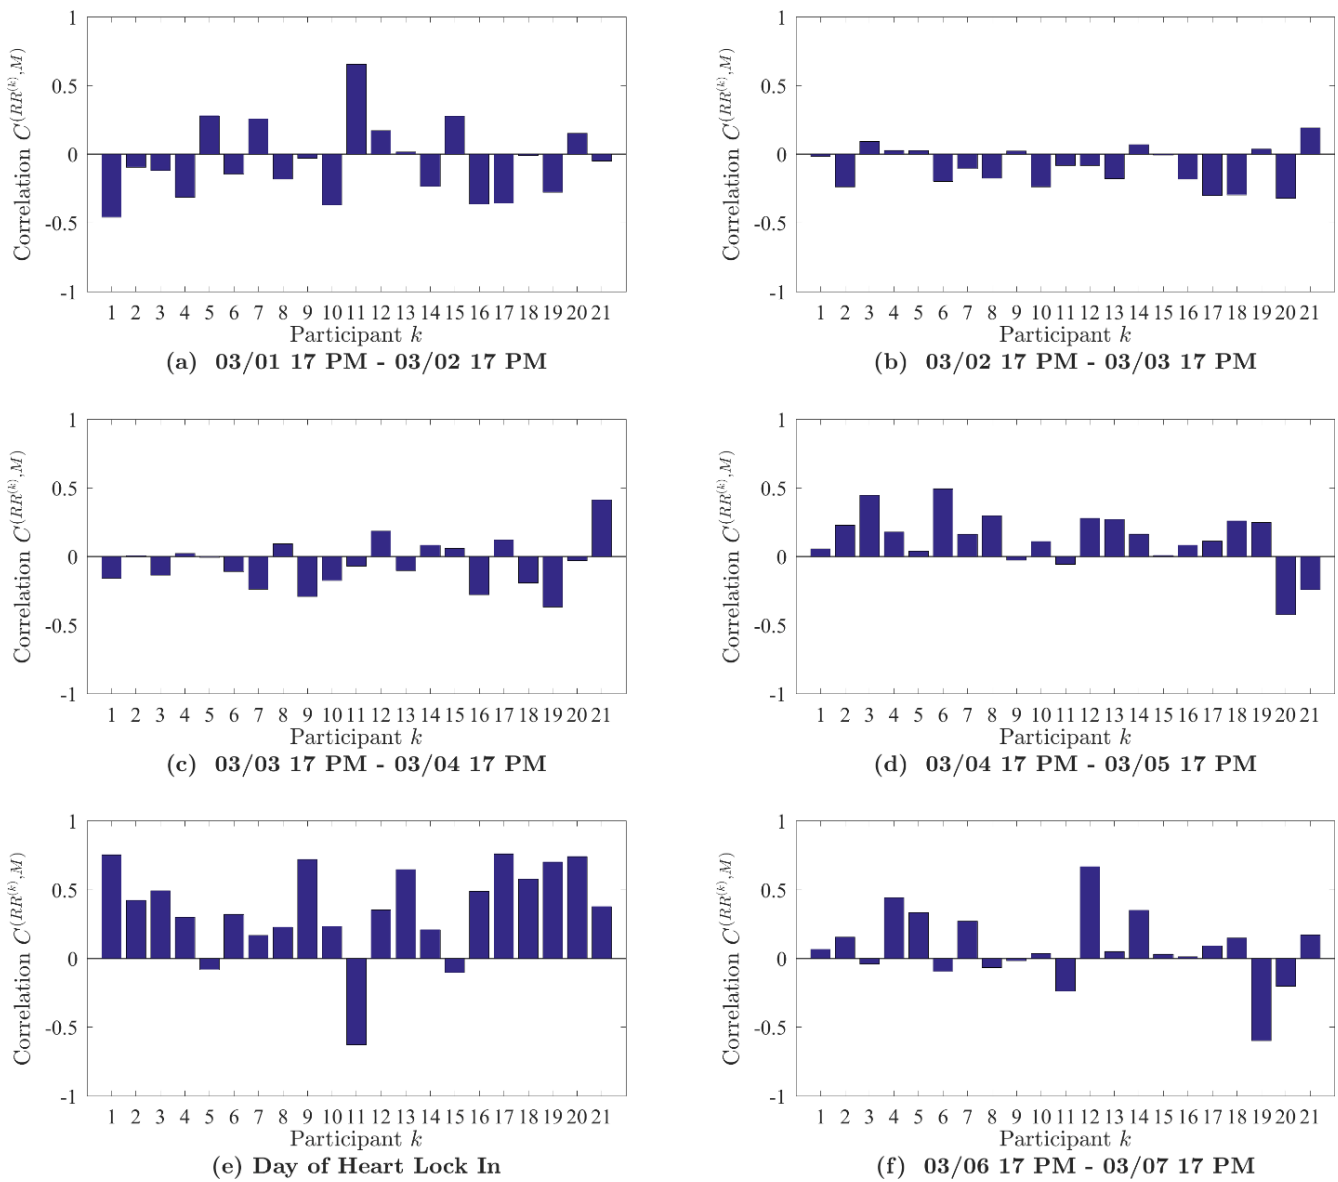 1
0.5
0
-0.5
-1
Correlation C^(RR^(k),M)
1 2 3 4 5 6 7 8 9 10 11 12 13 14 15 16 17 18 19 20 21
Participant k
(a) 03/01 17 PM - 03/02 17 PM
1
0.5
0
-0.5
-1
Correlation C^(RR^(k),M)
1 2 3 4 5 6 7 8 9 10 11 12 13 14 15 16 17 18 19 20 21
Participant k
(b) 03/02 17 PM - 03/03 17 PM
1
0.5
0
-0.5
-1
Correlation C^(RR^(k),M)
1 2 3 4 5 6 7 8 9 10 11 12 13 14 15 16 17 18 19 20 21
Participant k
(c) 03/03 17 PM - 03/04 17 PM
1
0.5
0
-0.5
-1
Correlation C^(RR^(k),M)
1 2 3 4 5 6 7 8 9 10 11 12 13 14 15 16 17 18 19 20 21
Participant k
(d) 03/04 17 PM - 03/05 17 PM
1
0.5
0
-0.5
-1
Correlation C^(RR^(k),M)
1 2 3 4 5 6 7 8 9 10 11 12 13 14 15 16 17 18 19 20 21
Participant k
(e) Day of Heart Lock In
1
0.5
0
-0.5
-1
Correlation C^(RR^(k),M)
1 2 3 4 5 6 7 8 9 10 11 12 13 14 15 16 17 18 19 20 21
Participant k
(f) 03/06 17 PM - 03/07 17 PM